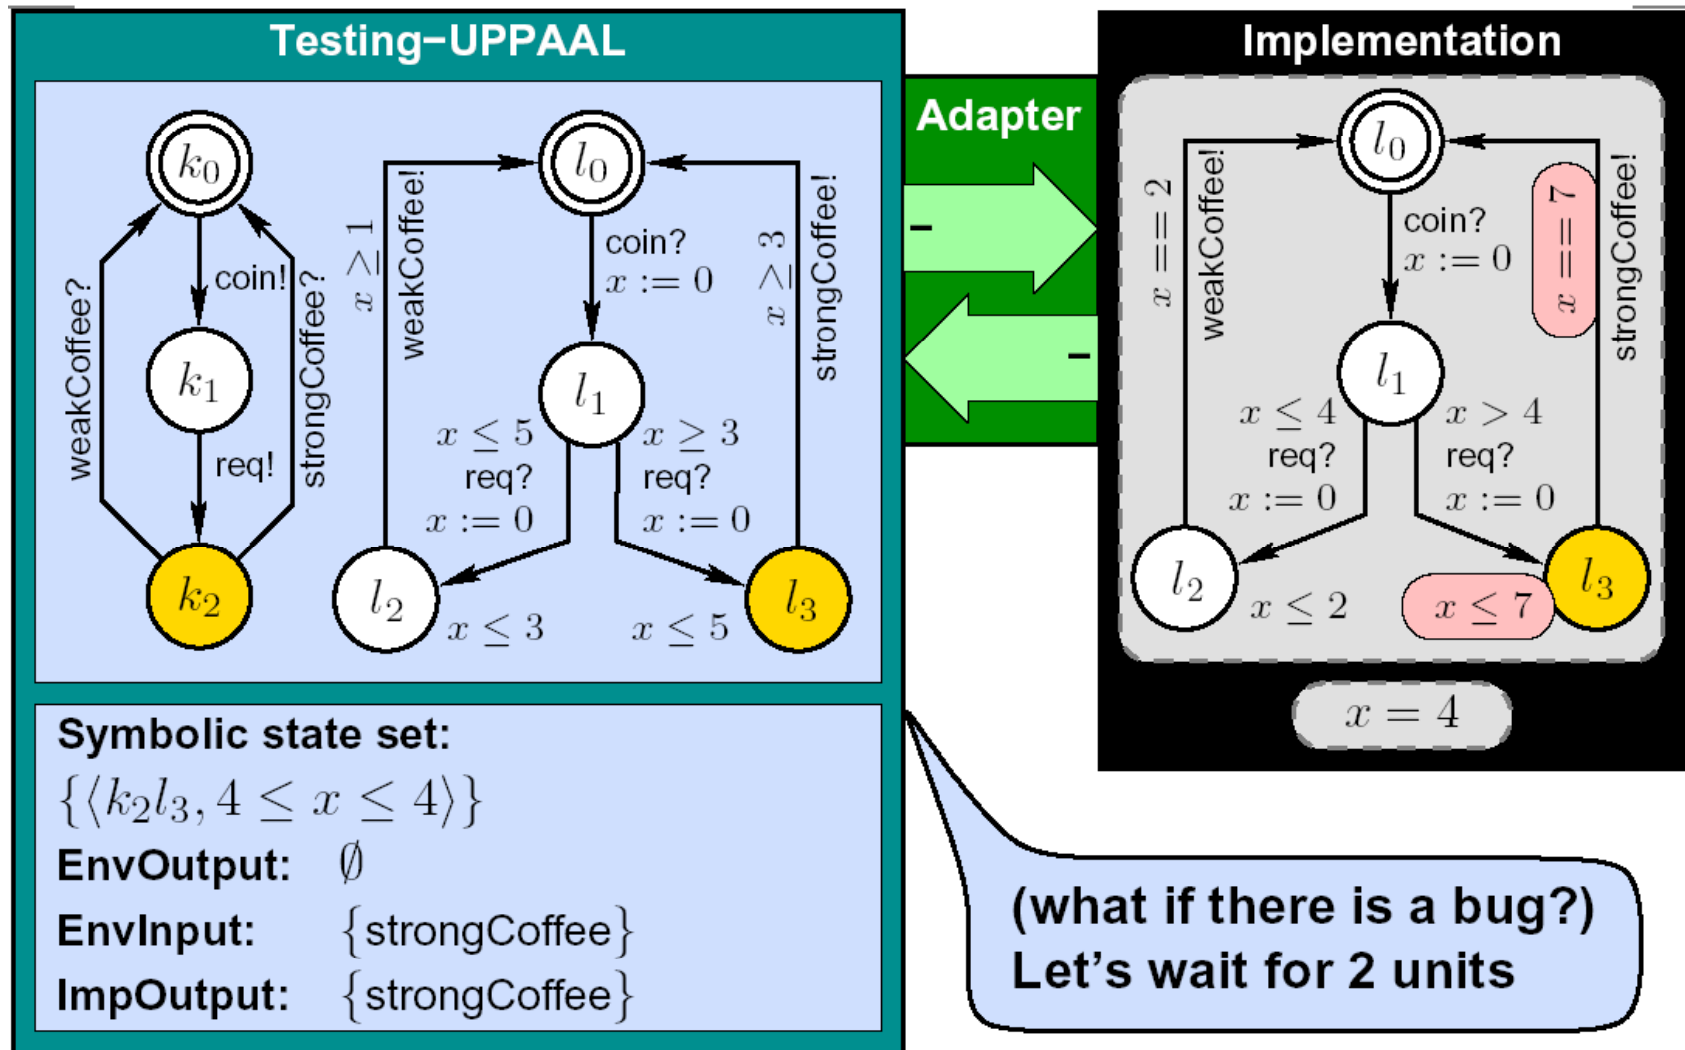 Testing−UPPAAL
k₀
coin!
k₁
req!
k₂
weakCoffee?
strongCoffee?
l₀
coin?
x := 0
l₁
x ≥ 1
weakCoffee!
x ≥ 3
strongCoffee!
x ≤ 5
req?
x := 0
x ≥ 3
req?
x := 0
l₂
x ≤ 3
x ≤ 5
l₃
Symbolic state set:
{⟨k₂l₃, 4 ≤ x ≤ 4⟩}
EnvOutput: ∅
EnvInput: {strongCoffee}
ImpOutput: {strongCoffee}
Adapter
−
−
Implementation
l₀
coin?
x := 0
l₁
x == 2
weakCoffee!
x == 7
strongCoffee!
x ≤ 4
req?
x := 0
x > 4
req?
x := 0
l₂
x ≤ 2
x ≤ 7
l₃
x = 4
(what if there is a bug?)
Let's wait for 2 units